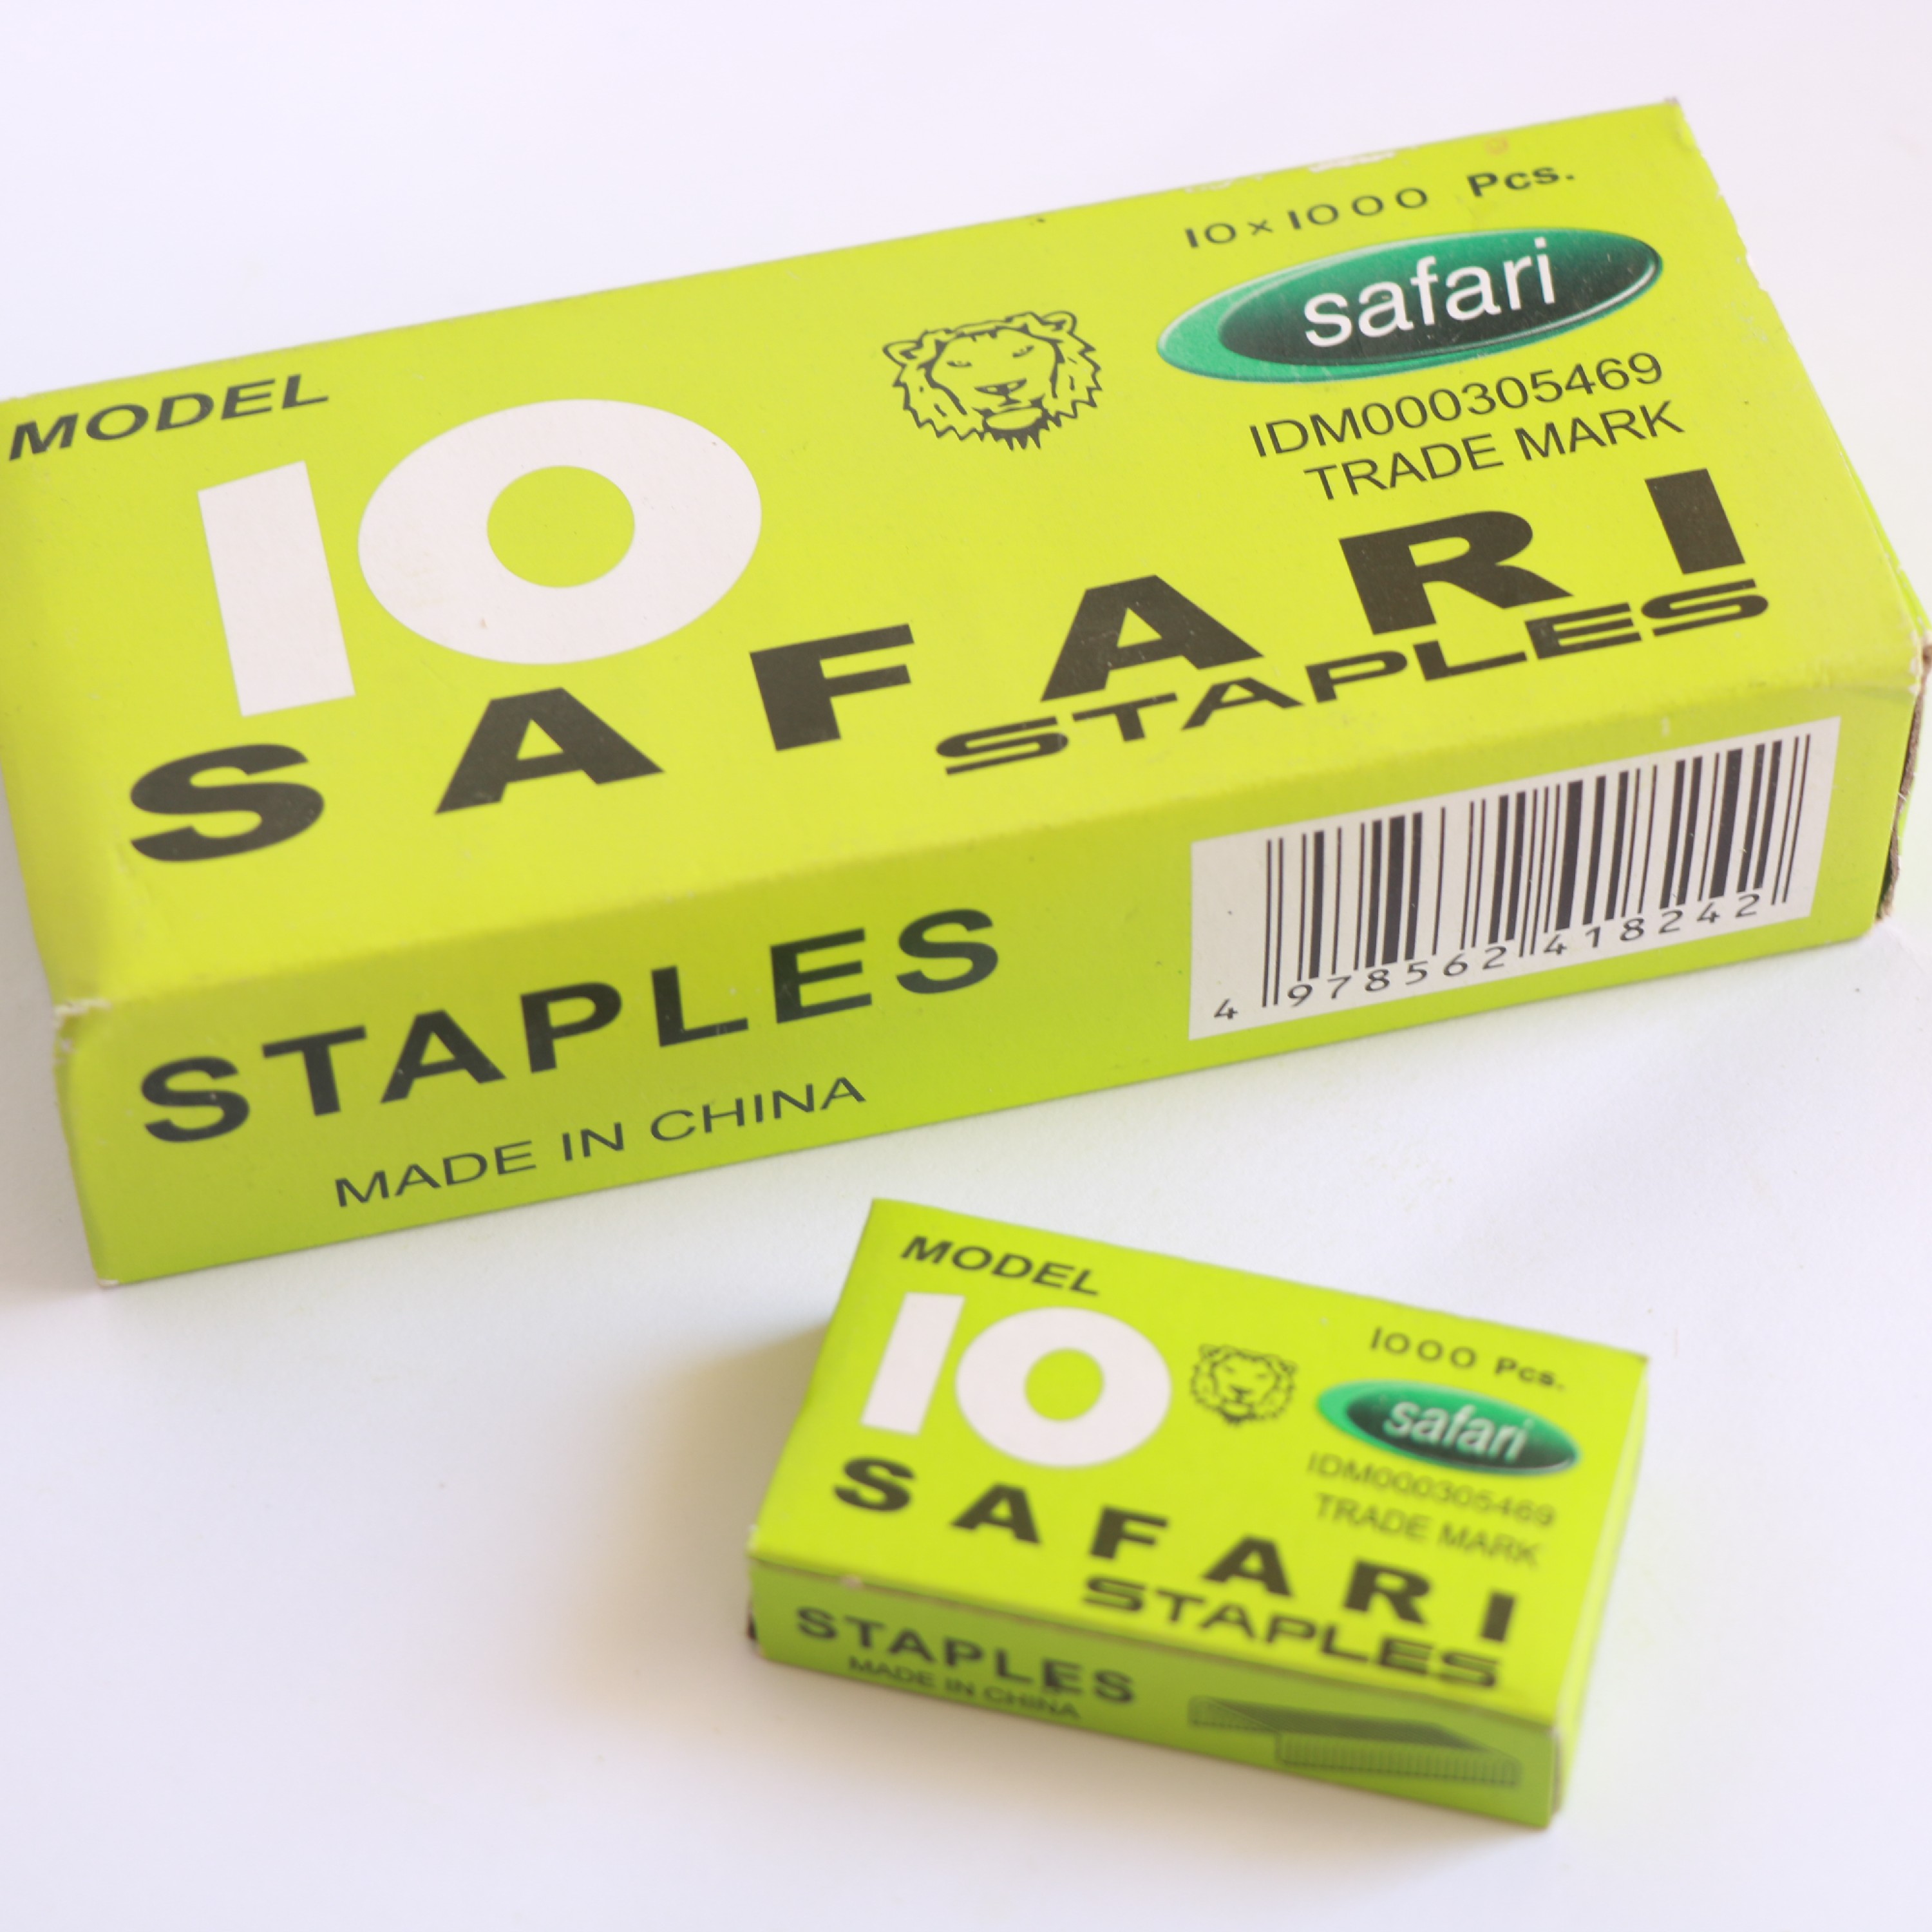 10 x 1000 Pcs.
safari
IDM000305469
TRADE MARK
MODEL
10
SAFARI
STAPLES
STAPLES
MADE IN CHINA
4 978562 418242
MODEL
10
1000 Pcs.
safari
IDM000305469
TRADE MARK
SAFARI
STAPLES
STAPLES
MADE IN CHINA